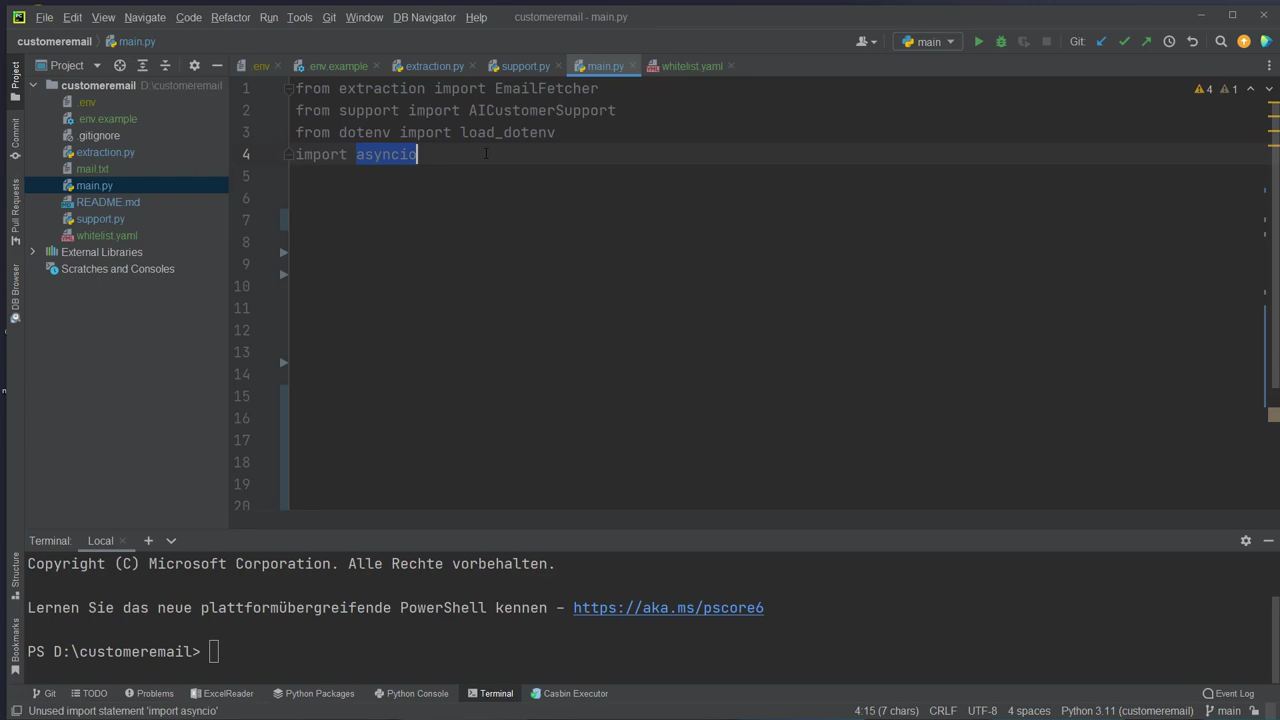 File Edit View Navigate Code Refactor Run Tools Git Window DB Navigator Help customeremail - main.py
customeremail main.py main Git:
Project .env .env.example extraction.py support.py main.py whitelist.yaml
customeremail D:\customeremail
.env
.env.example
.gitignore
extraction.py
mail.txt
main.py
README.md
support.py
whitelist.yaml
External Libraries
Scratches and Consoles
Project
Commit
Pull Requests
DB Browser
Structure
Bookmarks
1 from extraction import EmailFetcher
2 from support import AICustomerSupport
3 from dotenv import load_dotenv
4 import asyncio
5
6
7
8
9
10
11
12
13
14
15
16
17
18
19
20
4 1
Terminal: Local
Copyright (C) Microsoft Corporation. Alle Rechte vorbehalten.
Lernen Sie das neue plattformübergreifende PowerShell kennen – https://aka.ms/pscore6
PS D:\customeremail>
Git TODO Problems ExcelReader Python Packages Python Console Terminal Casbin Executor Event Log
Unused import statement 'import asyncio' 4:15 (7 chars) CRLF UTF-8 4 spaces Python 3.11 (customeremail) main